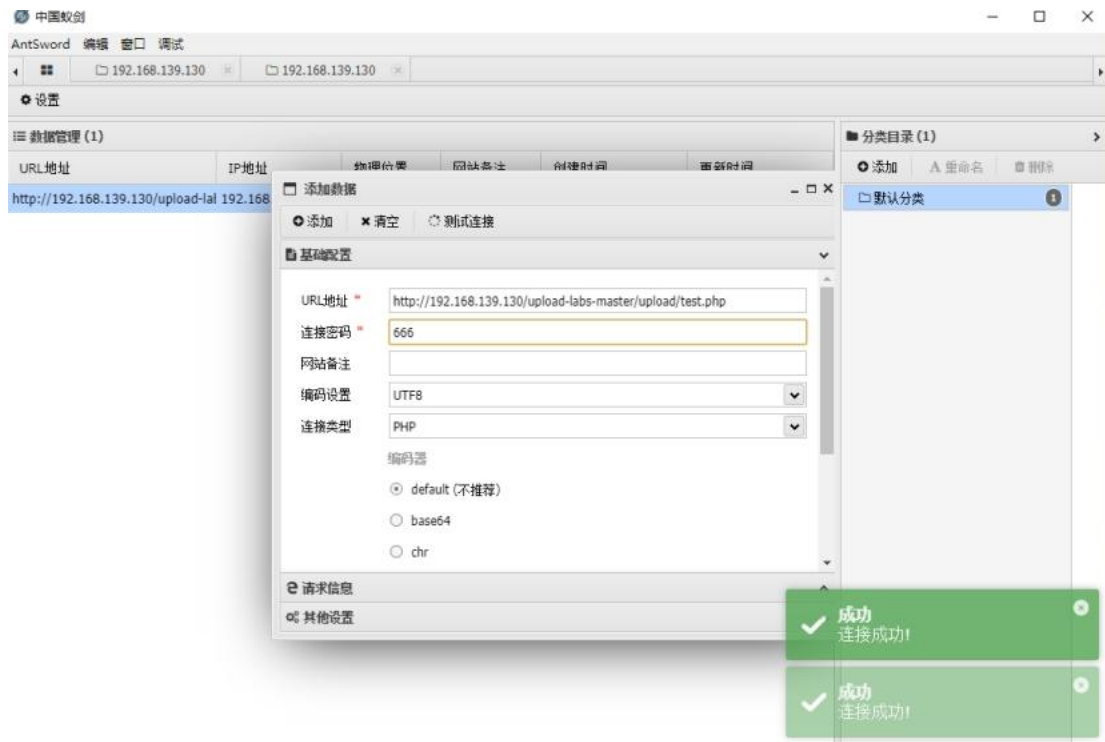 中国蚁剑
AntSword 编辑 窗口 调试
192.168.139.130 192.168.139.130
设置
数据管理 (1) 分类目录 (1)
URL地址 IP地址 物理位置 网站备注 创建时间 更新时间 添加 重命名 删除
http://192.168.139.130/upload-lal 192.168 默认分类 1
添加数据
添加 清空 测试连接
基础配置
URL地址 * http://192.168.139.130/upload-labs-master/upload/test.php
连接密码 * 666
网站备注
编码设置 UTF8
连接类型 PHP
编码器
default (不推荐)
base64
chr
请求信息
其他设置
成功
连接成功!
成功
连接成功!